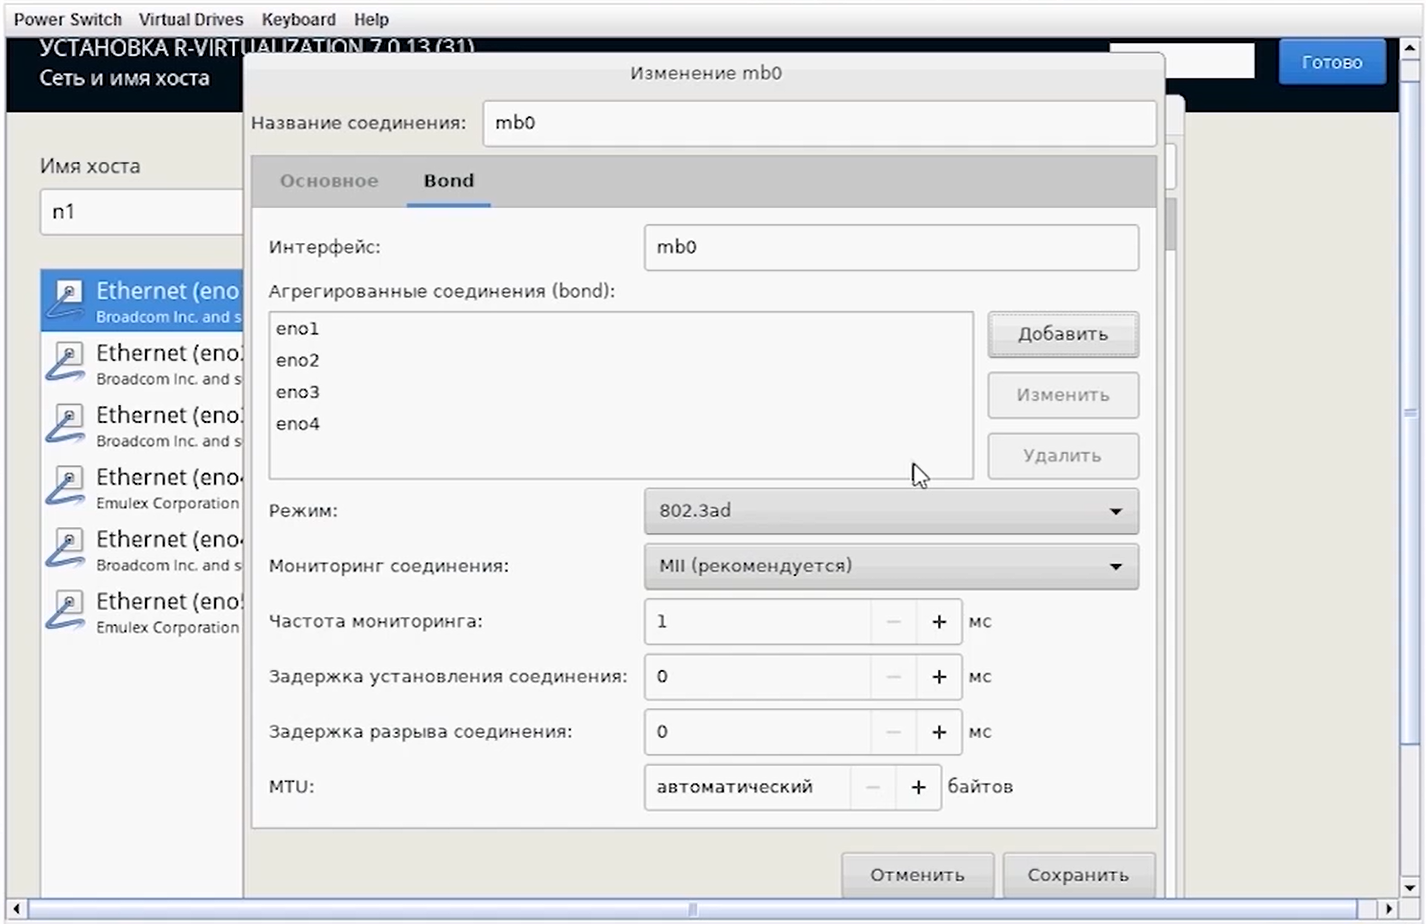 Power Switch Virtual Drives Keyboard Help
УСТАНОВКА R-VIRTUALIZATION 7.0.13 (31)
Сеть и имя хоста
Готово
Изменение mb0
Название соединения: mb0
Имя хоста
n1
Основное Bond
Интерфейс: mb0
Агрегированные соединения (bond):
eno1
eno2
eno3
eno4
Добавить
Изменить
Удалить
Ethernet (eno
Broadcom Inc. and s
Ethernet (eno
Broadcom Inc. and s
Ethernet (eno
Broadcom Inc. and s
Ethernet (eno
Emulex Corporation
Ethernet (eno
Broadcom Inc. and s
Ethernet (eno
Emulex Corporation
Режим: 802.3ad
Мониторинг соединения: MII (рекомендуется)
Частота мониторинга: 1 − + мс
Задержка установления соединения: 0 − + мс
Задержка разрыва соединения: 0 − + мс
MTU: автоматический − + байтов
Отменить Сохранить